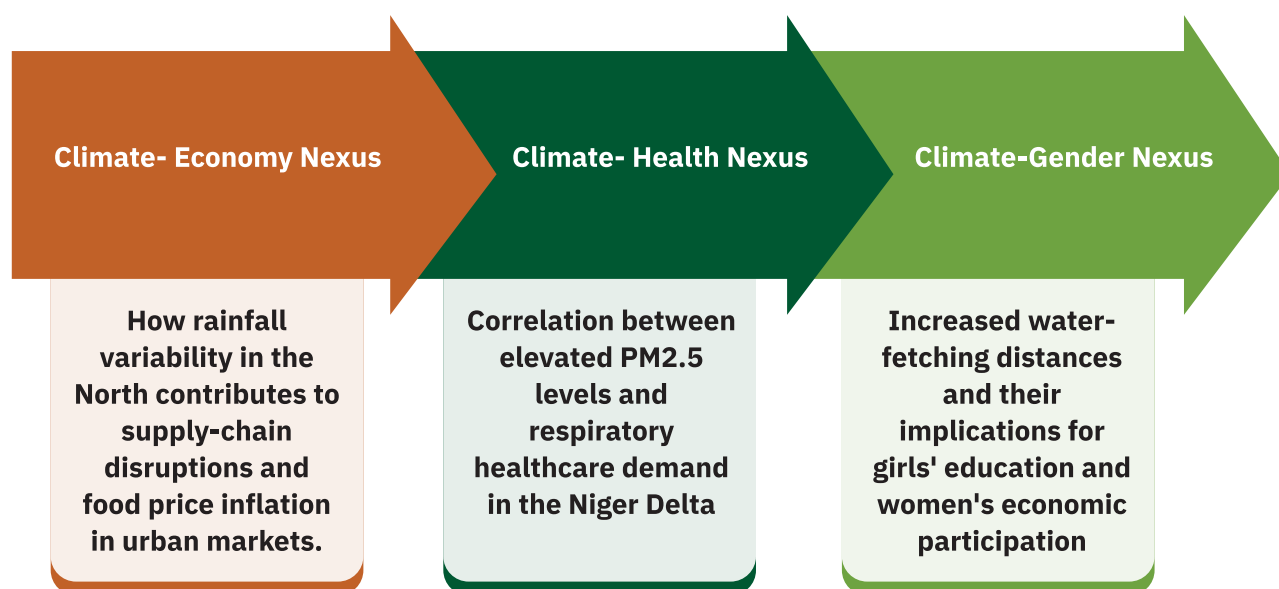 Climate- Economy Nexus
How rainfall
variability in the
North contributes to
supply-chain
disruptions and
food price inflation
in urban markets.
Climate- Health Nexus
Correlation between
elevated PM2.5
levels and
respiratory
healthcare demand
in the Niger Delta
Climate-Gender Nexus
Increased water-
fetching distances
and their
implications for
girls' education and
women's economic
participation